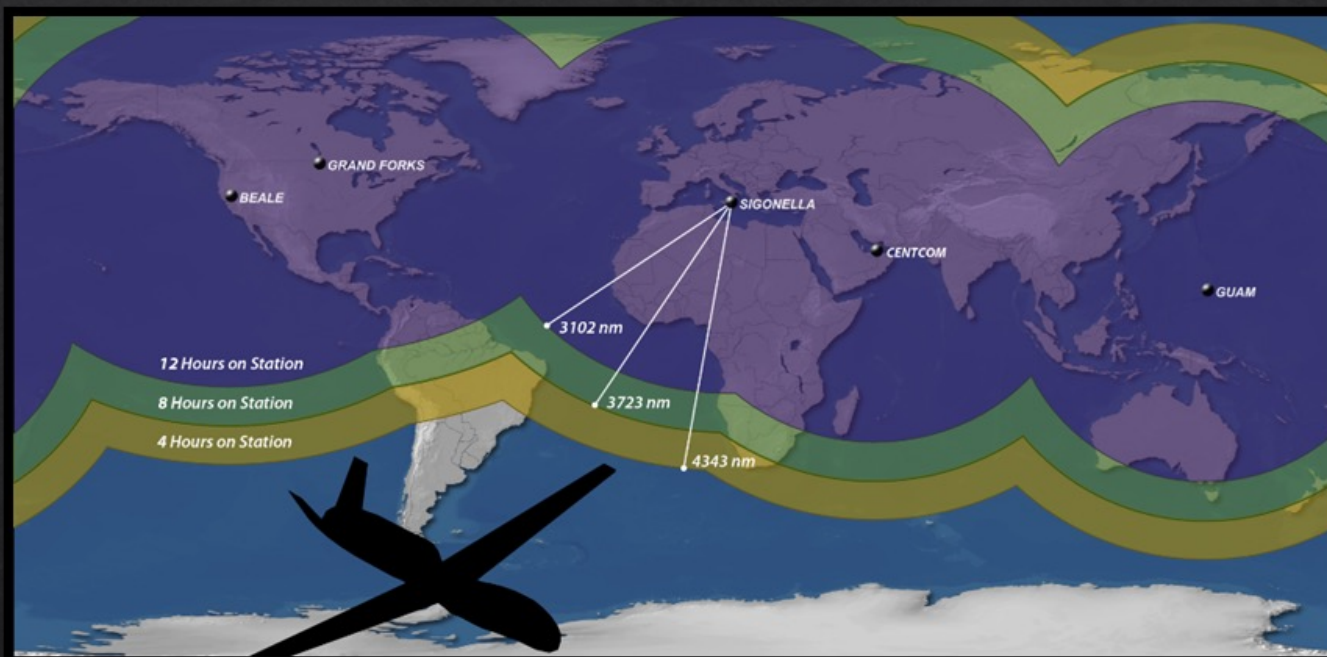 GRAND FORKS
BEALE
SIGONELLA
CENTCOM
GUAM
3102 nm
12 Hours on Station
8 Hours on Station
3723 nm
4 Hours on Station
4343 nm